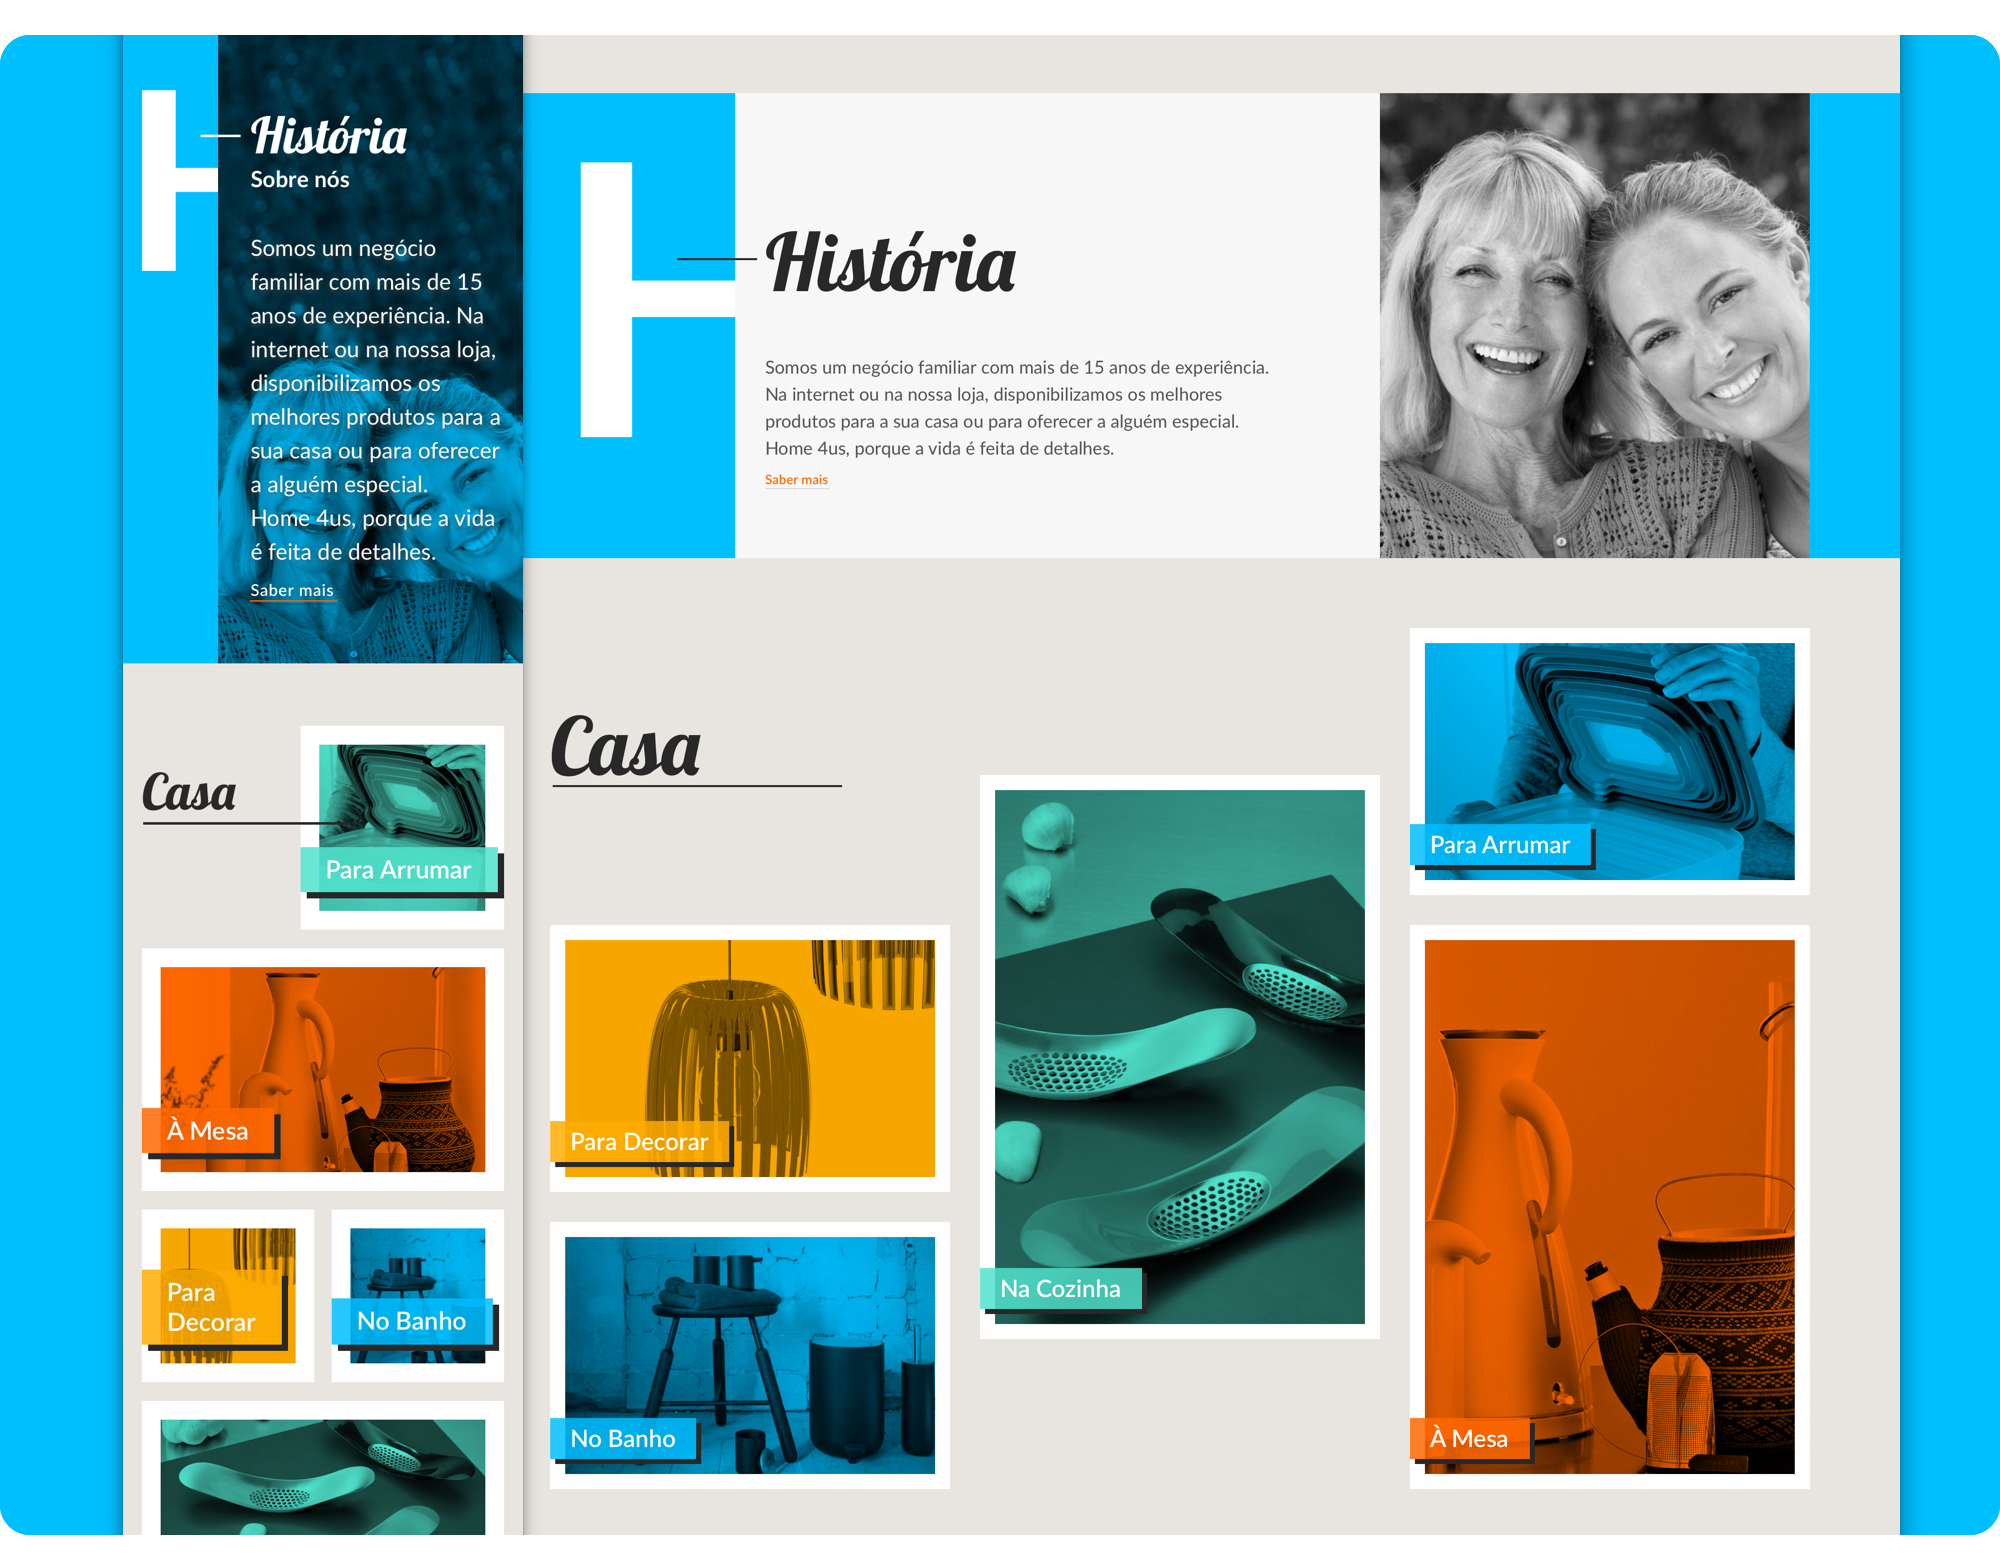 H
História
Sobre nós
Somos um negócio
familiar com mais de 15
anos de experiência. Na
internet ou na nossa loja,
disponibilizamos os
melhores produtos para a
sua casa ou para oferecer
a alguém especial.
Home 4us, porque a vida
é feita de detalhes.
Saber mais
Casa
Para Arrumar
À Mesa
Para
Decorar
No Banho
H
História
Somos um negócio familiar com mais de 15 anos de experiência.
Na internet ou na nossa loja, disponibilizamos os melhores
produtos para a sua casa ou para oferecer a alguém especial.
Home 4us, porque a vida é feita de detalhes.
Saber mais
Casa
Para Decorar
No Banho
Na Cozinha
Para Arrumar
À Mesa